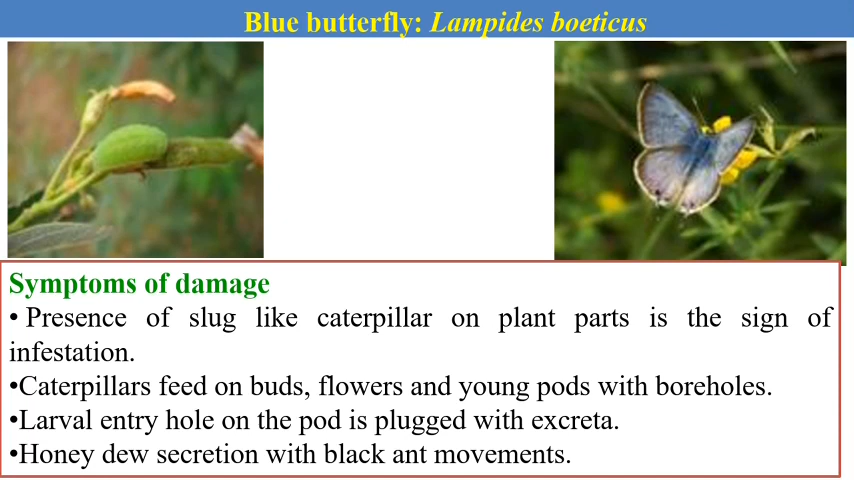 Blue butterfly: Lampides boeticus
Symptoms of damage
• Presence of slug like caterpillar on plant parts is the sign of
infestation.
•Caterpillars feed on buds, flowers and young pods with boreholes.
•Larval entry hole on the pod is plugged with excreta.
•Honey dew secretion with black ant movements.